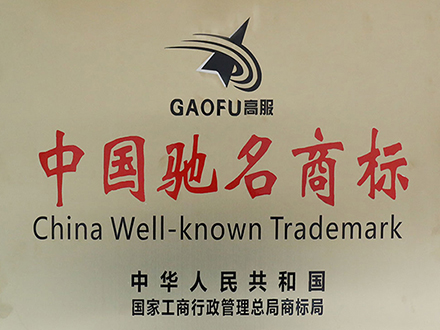 GAOFU高服
中国驰名商标
China Well-known Trademark
中华人民共和国
国家工商行政管理总局商标局